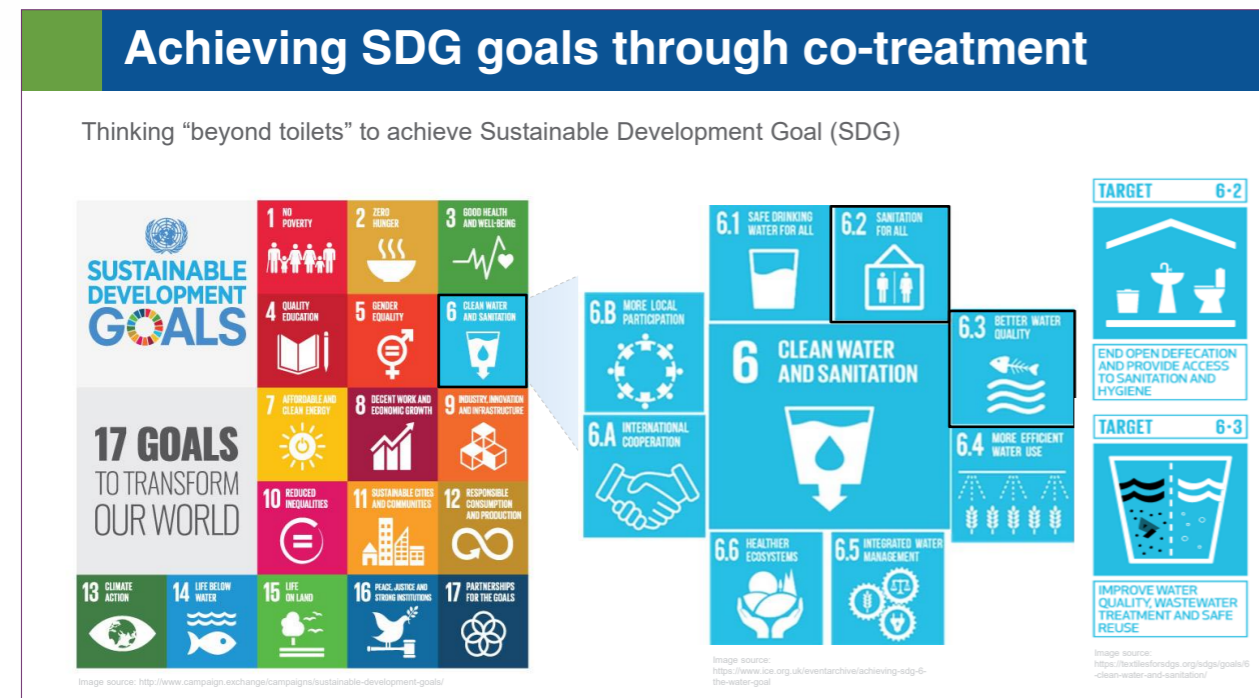 Achieving SDG goals through co-treatment
Thinking “beyond toilets” to achieve Sustainable Development Goal (SDG)
SUSTAINABLE
DEVELOPMENT
GOALS
1 NO
POVERTY
2 ZERO
HUNGER
3 GOOD HEALTH
AND WELL-BEING
4 QUALITY
EDUCATION
5 GENDER
EQUALITY
6 CLEAN WATER
AND SANITATION
17 GOALS
TO TRANSFORM
OUR WORLD
7 AFFORDABLE AND
CLEAN ENERGY
8 DECENT WORK AND
ECONOMIC GROWTH
9 INDUSTRY, INNOVATION
AND INFRASTRUCTURE
10 REDUCED
INEQUALITIES
11 SUSTAINABLE CITIES
AND COMMUNITIES
12 RESPONSIBLE
CONSUMPTION
AND PRODUCTION
13 CLIMATE
ACTION
14 LIFE BELOW
WATER
15 LIFE
ON LAND
16 PEACE, JUSTICE AND
STRONG INSTITUTIONS
17 PARTNERSHIPS
FOR THE GOALS
Image source: http://www.campaign.exchange/campaigns/sustainable-development-goals/
6.1 SAFE DRINKING
WATER FOR ALL
6.2 SANITATION
FOR ALL
6.B MORE LOCAL
PARTICIPATION
6.3 BETTER WATER
QUALITY
6 CLEAN WATER
AND SANITATION
6.A INTERNATIONAL
COOPERATION
6.4 MORE EFFICIENT
WATER USE
6.6 HEALTHIER
ECOSYSTEMS
6.5 INTEGRATED WATER
MANAGEMENT
Image source:
https://www.ice.org.uk/eventarchive/achieving-sdg-6-
the-water-goal
TARGET 6·2
END OPEN DEFECATION
AND PROVIDE ACCESS
TO SANITATION AND
HYGIENE
TARGET 6·3
IMPROVE WATER
QUALITY, WASTEWATER
TREATMENT AND SAFE
REUSE
Image source:
https://textilesforsdgs.org/sdgs/goals/6
-clean-water-and-sanitation/